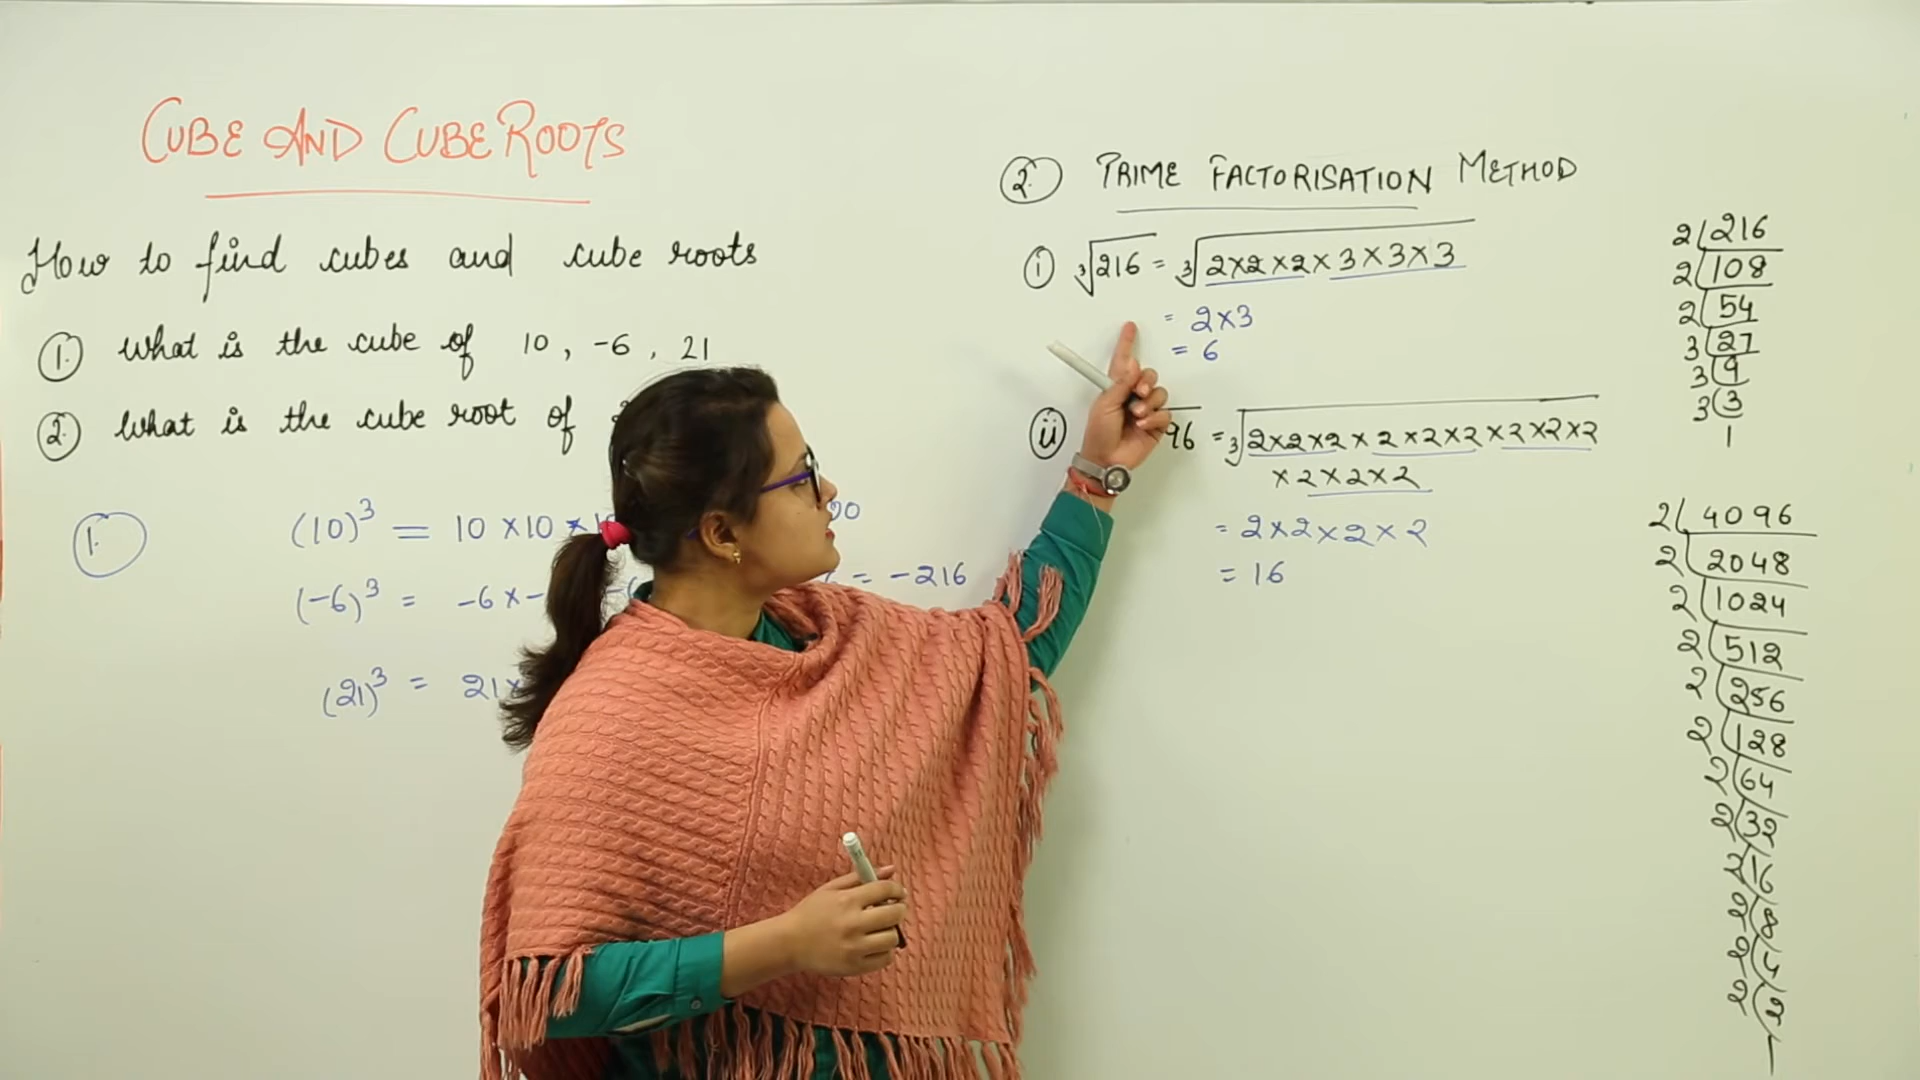 CUBE AND CUBE ROOTS
How to find cubes and cube roots
1. What is the cube of 10, -6, 21
2. What is the cube root of
1. (10)³ = 10 × 10 ×
(-6)³ = -6 × - = -216
(21)³ = 21 ×
2. PRIME FACTORISATION METHOD
i ∛216 = ∛2×2×2×3×3×3
= 2×3
= 6
ii 96 = ∛2×2×2×2×2×2×2×2×2
×2×2×2
= 2×2×2×2
= 16
2 216
2 108
2 54
3 27
3 9
3 3
1
2 4096
2 2048
2 1024
2 512
2 256
2 128
2 64
2 32
2 16
2 8
2 4
2 2
1